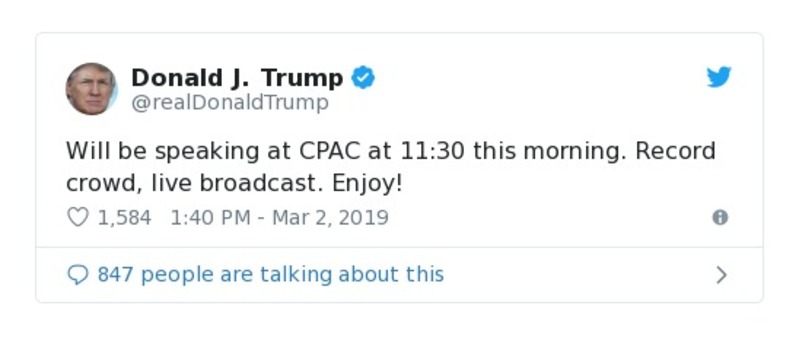 Donald J. Trump
@realDonaldTrump
Will be speaking at CPAC at 11:30 this morning. Record
crowd, live broadcast. Enjoy!
1,584 1:40 PM - Mar 2, 2019
847 people are talking about this